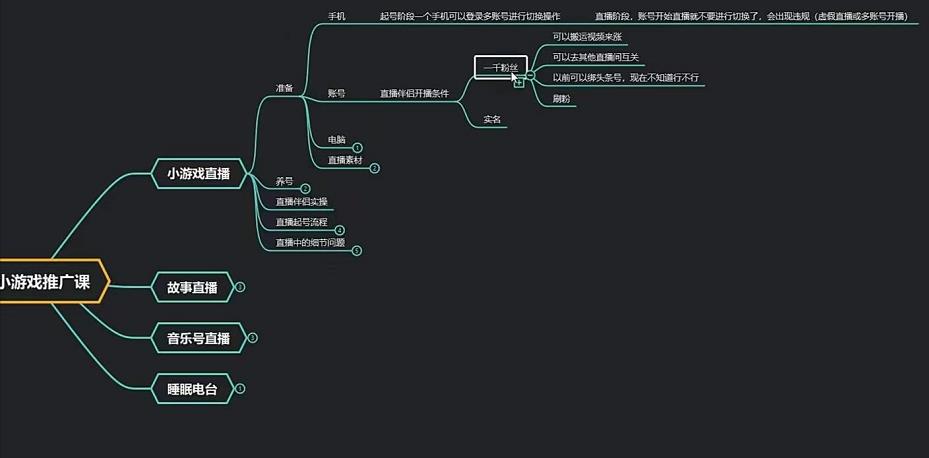 手机
起号阶段一个手机可以登录多账号进行切换操作
直播阶段，账号开始直播就不要进行切换了，会出现违规（虚假直播或多账号开播）
可以搬运视频来涨
一千粉丝
可以去其他直播间互关
以前可以绑头条号，现在不知道行不行
准备
账号
直播伴侣开播条件
刷粉
实名
电脑
1
直播素材
2
小游戏直播
养号
2
直播伴侣实操
直播起号流程
4
直播中的细节问题
5
小游戏推广课
故事直播
3
音乐号直播
3
睡眠电台
1